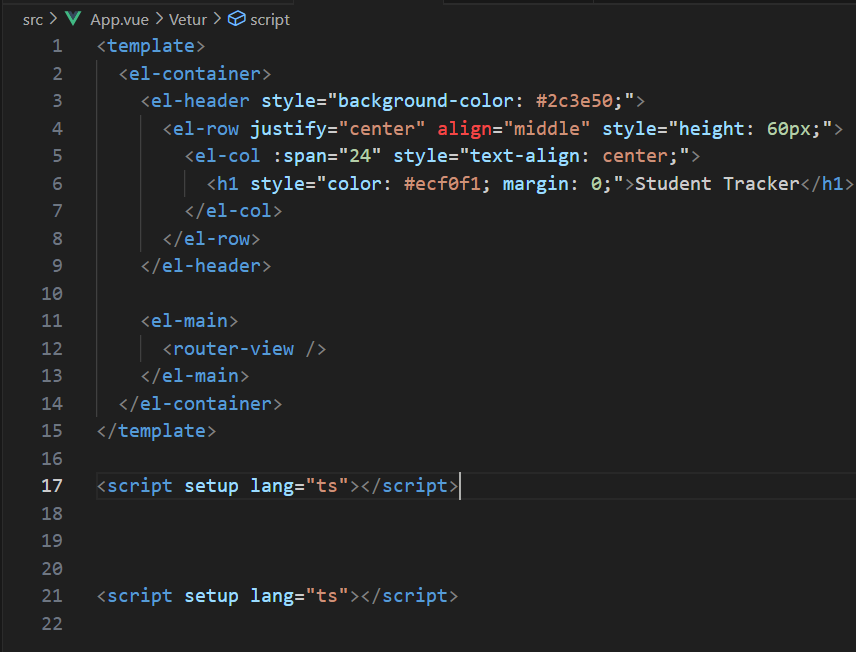 src > App.vue > Vetur > script
1 <template>
2   <el-container>
3     <el-header style="background-color: #2c3e50;">
4       <el-row justify="center" align="middle" style="height: 60px;">
5         <el-col :span="24" style="text-align: center;">
6           <h1 style="color: #ecf0f1; margin: 0;">Student Tracker</h1>
7         </el-col>
8       </el-row>
9     </el-header>
10
11     <el-main>
12       <router-view />
13     </el-main>
14   </el-container>
15 </template>
16
17 <script setup lang="ts"></script>
18
19
20
21 <script setup lang="ts"></script>
22